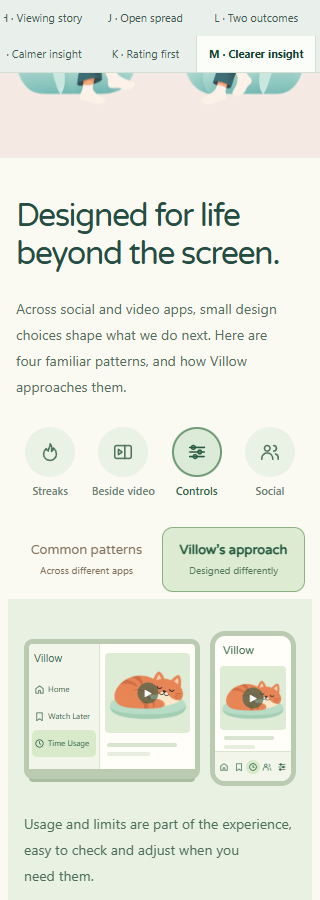 H · Viewing story
J · Open spread
L · Two outcomes
· Calmer insight
K · Rating first
M · Clearer insight
Designed for life
beyond the screen.
Across social and video apps, small design
choices shape what we do next. Here are
four familiar patterns, and how Villow
approaches them.
Streaks
Beside video
Controls
Social
Common patterns
Across different apps
Villow's approach
Designed differently
Villow
Home
Watch Later
Time Usage
Villow
Usage and limits are part of the experience,
easy to check and adjust when you
need them.